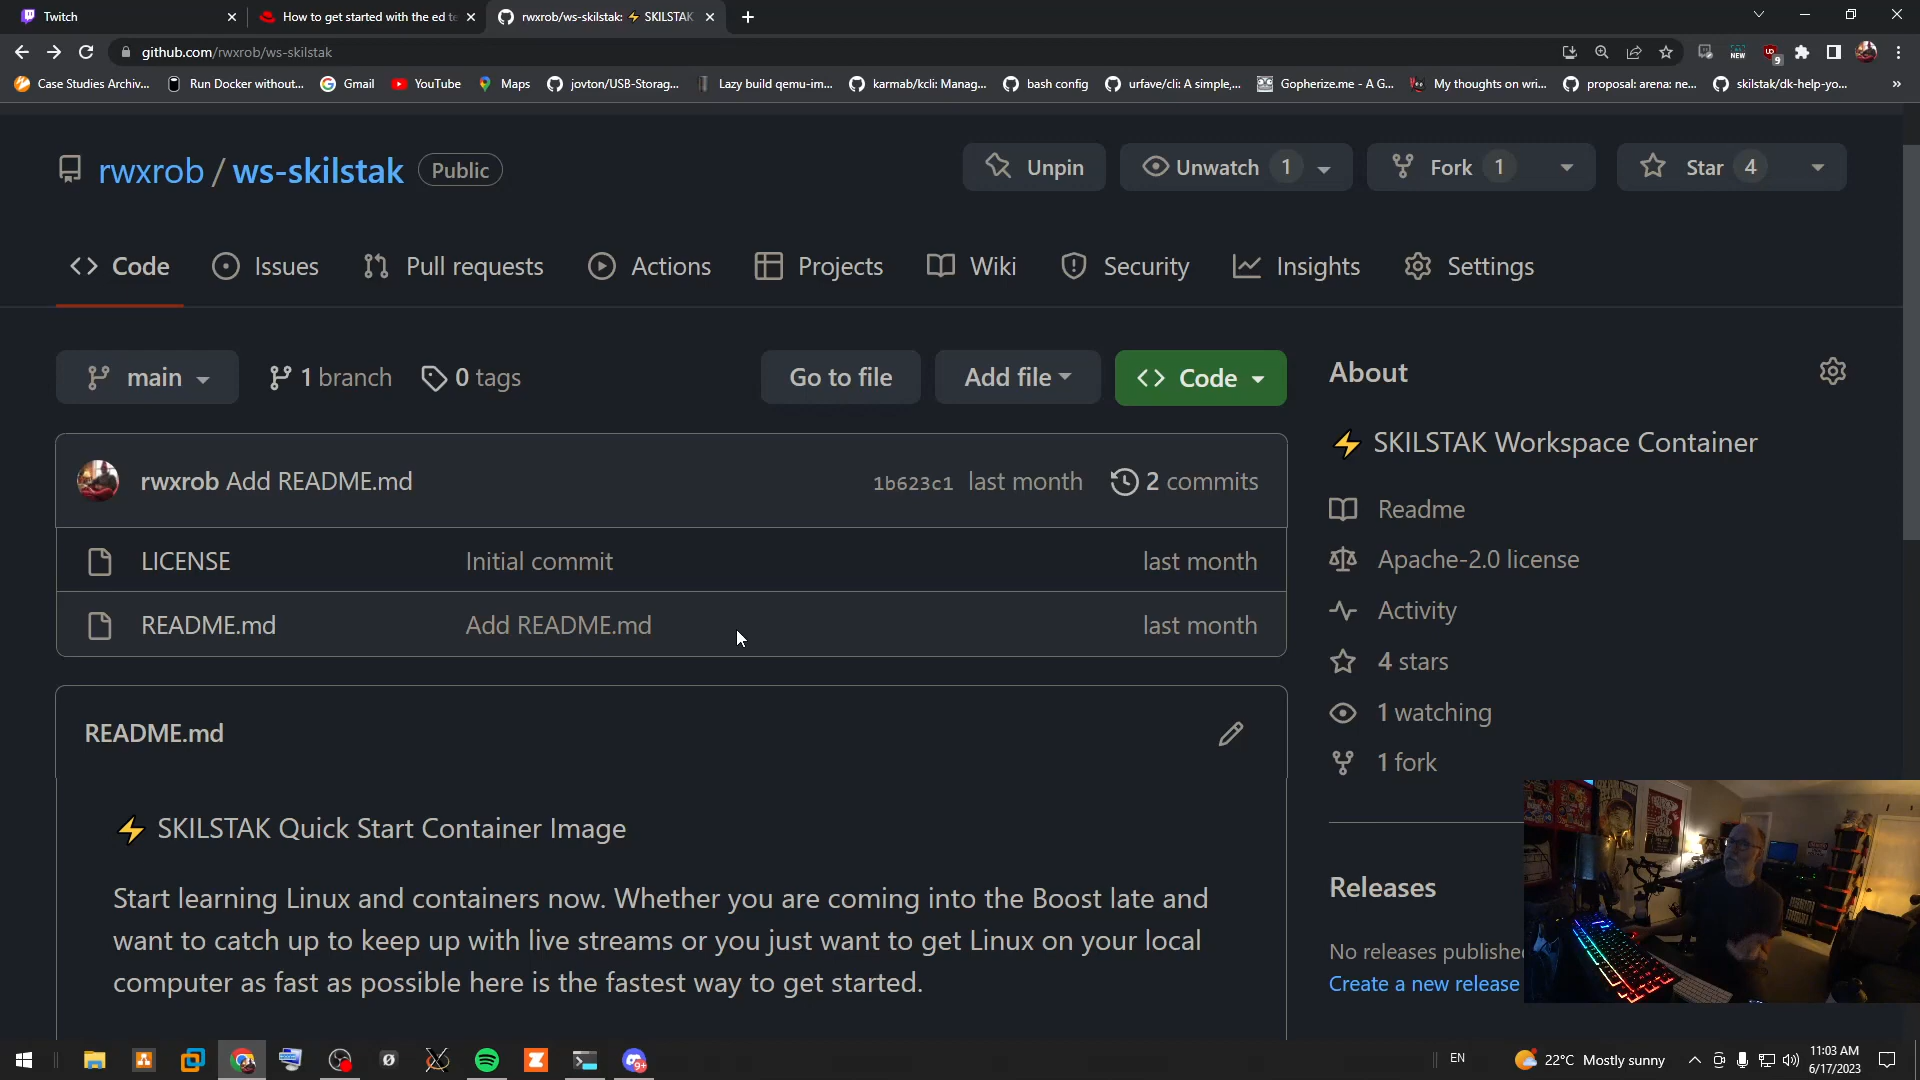 Twitch
How to get started with the ed te
rwxrob/ws-skilstak: ⚡ SKILSTAK
github.com/rwxrob/ws-skilstak
NEW
9
Case Studies Archiv...
Run Docker without...
Gmail
YouTube
Maps
jovton/USB-Storag...
Lazy build qemu-im...
karmab/kcli: Manag...
bash config
urfave/cli: A simple,...
Gopherize.me - A G...
My thoughts on wri...
proposal: arena: ne...
skilstak/dk-help-yo...
»
rwxrob / ws-skilstak Public
Unpin
Unwatch 1
Fork 1
Star 4
Code
Issues
Pull requests
Actions
Projects
Wiki
Security
Insights
Settings
main
1 branch
0 tags
Go to file
Add file
Code
rwxrob Add README.md 1b623c1 last month 2 commits
LICENSE Initial commit last month
README.md Add README.md last month
README.md
⚡ SKILSTAK Quick Start Container Image
Start learning Linux and containers now. Whether you are coming into the Boost late and
want to catch up to keep up with live streams or you just want to get Linux on your local
computer as fast as possible here is the fastest way to get started.
About
⚡ SKILSTAK Workspace Container
Readme
Apache-2.0 license
Activity
4 stars
1 watching
1 fork
Releases
No releases publishe
Create a new release
EN
22°C Mostly sunny
11:03 AM
6/17/2023